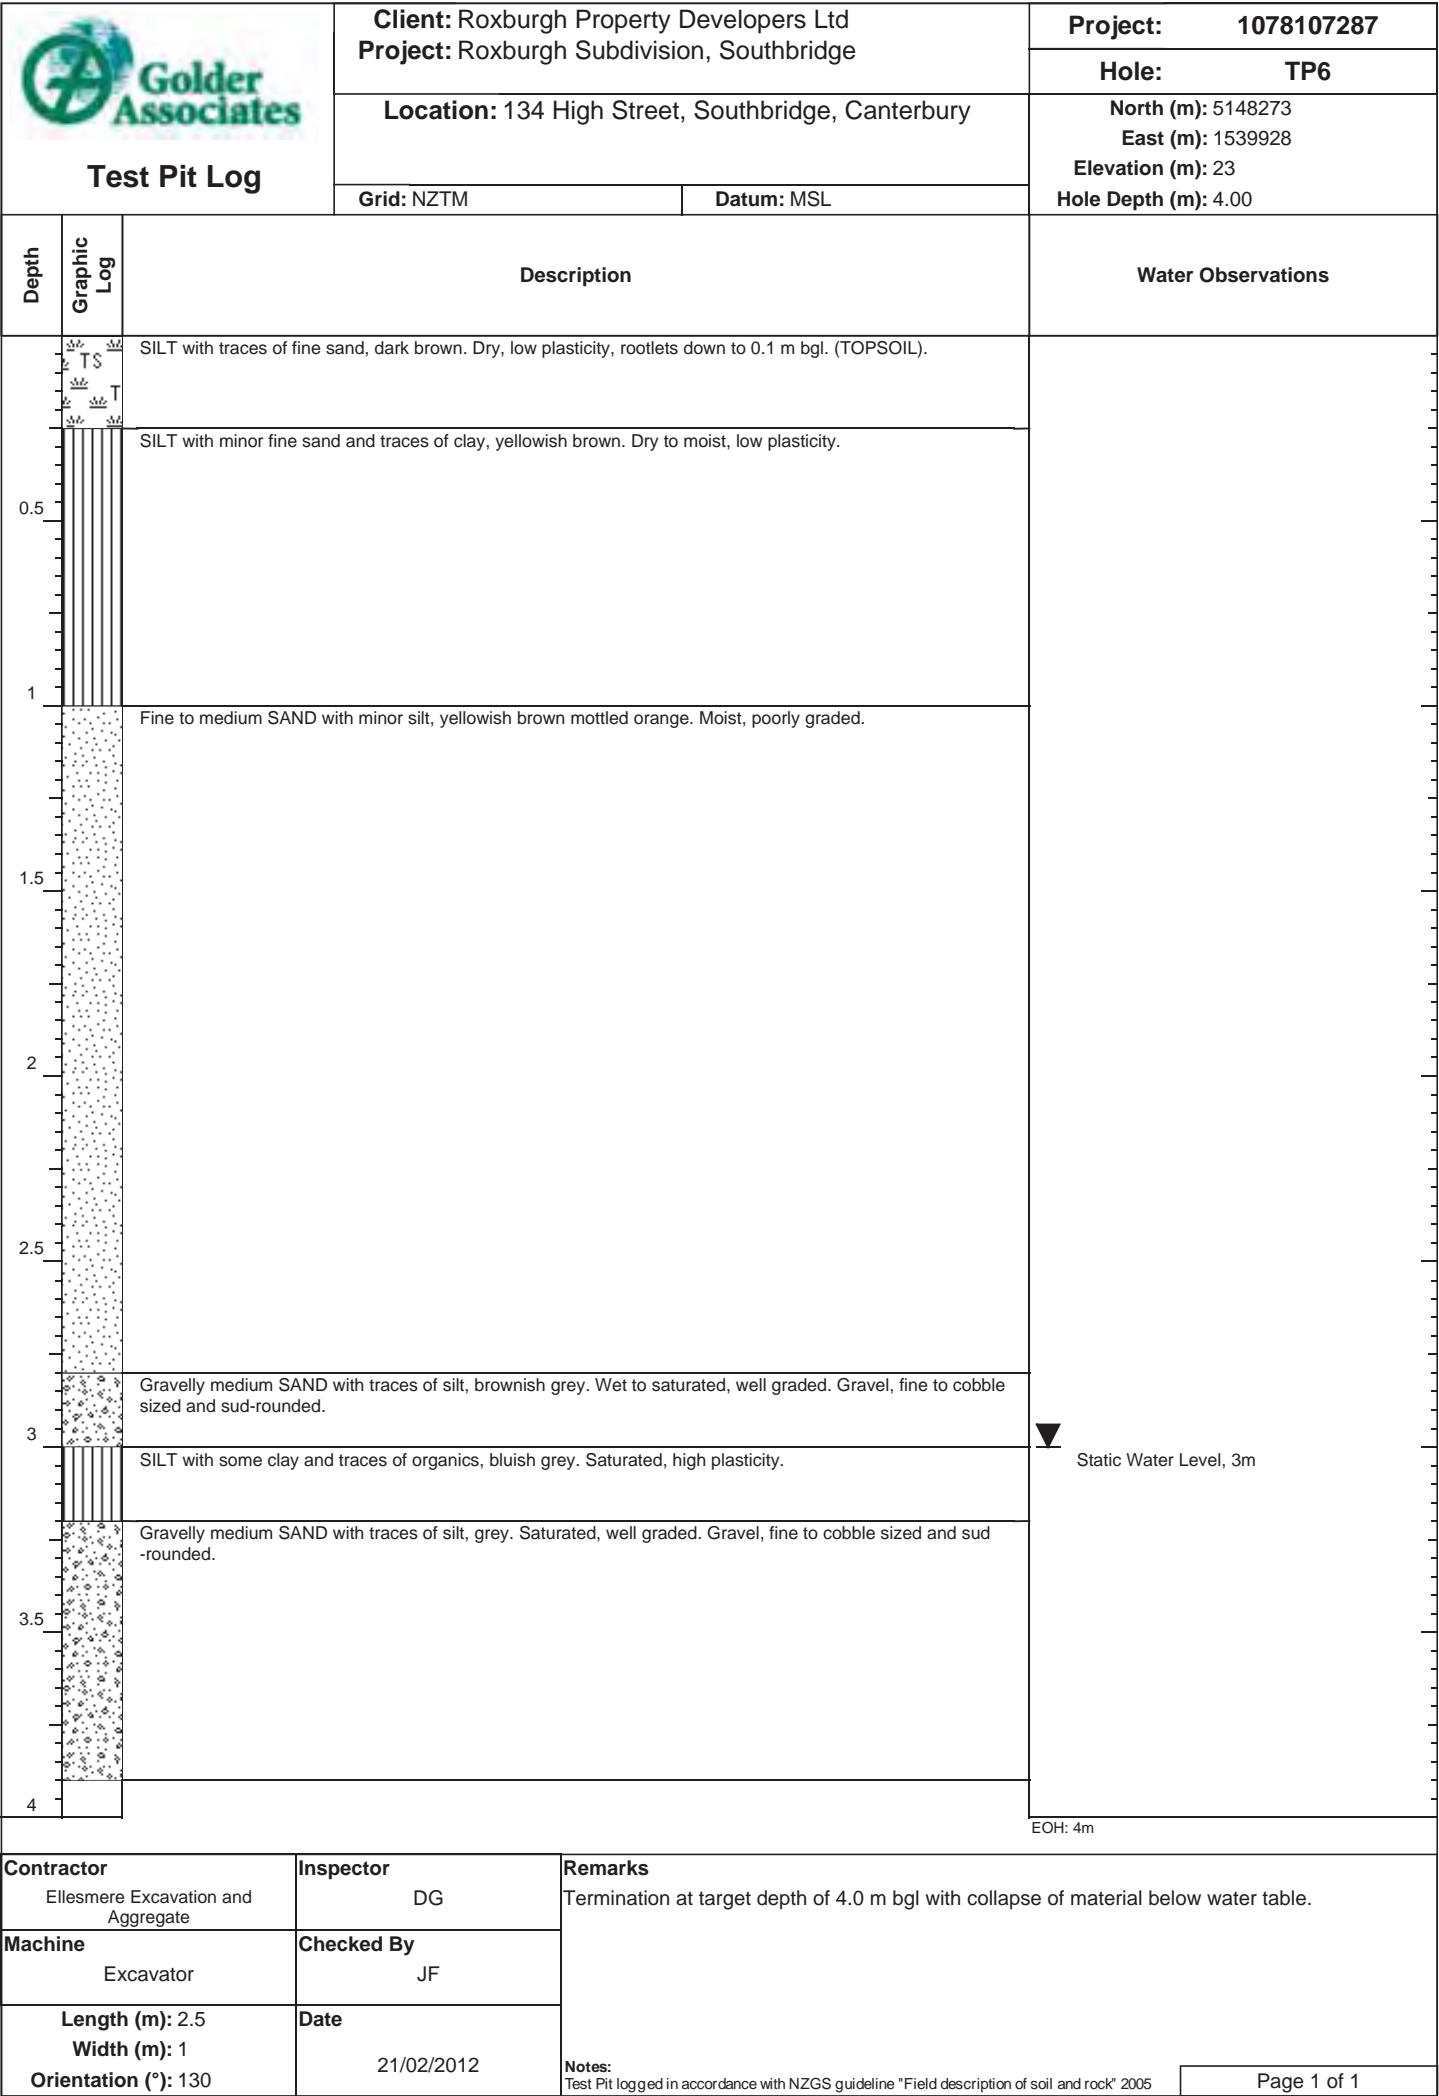 Golder
Associates
Test Pit Log
Client: Roxburgh Property Developers Ltd
Project: Roxburgh Subdivision, Southbridge
Location: 134 High Street, Southbridge, Canterbury
Grid: NZTM
Datum: MSL
Project: 1078107287
Hole: TP6
North (m): 5148273
East (m): 1539928
Elevation (m): 23
Hole Depth (m): 4.00
Depth
Graphic
Log
Description
Water Observations
TS
T
SILT with traces of fine sand, dark brown. Dry, low plasticity, rootlets down to 0.1 m bgl. (TOPSOIL).
SILT with minor fine sand and traces of clay, yellowish brown. Dry to moist, low plasticity.
0.5
1
Fine to medium SAND with minor silt, yellowish brown mottled orange. Moist, poorly graded.
1.5
2
2.5
Gravelly medium SAND with traces of silt, brownish grey. Wet to saturated, well graded. Gravel, fine to cobble
sized and sud-rounded.
3
SILT with some clay and traces of organics, bluish grey. Saturated, high plasticity.
Static Water Level, 3m
Gravelly medium SAND with traces of silt, grey. Saturated, well graded. Gravel, fine to cobble sized and sud
-rounded.
3.5
4
EOH: 4m
Contractor
Ellesmere Excavation and
Aggregate
Inspector
DG
Remarks
Termination at target depth of 4.0 m bgl with collapse of material below water table.
Machine
Excavator
Checked By
JF
Length (m): 2.5
Width (m): 1
Orientation (°): 130
Date
21/02/2012
Notes:
Test Pit logged in accordance with NZGS guideline "Field description of soil and rock" 2005
Page 1 of 1